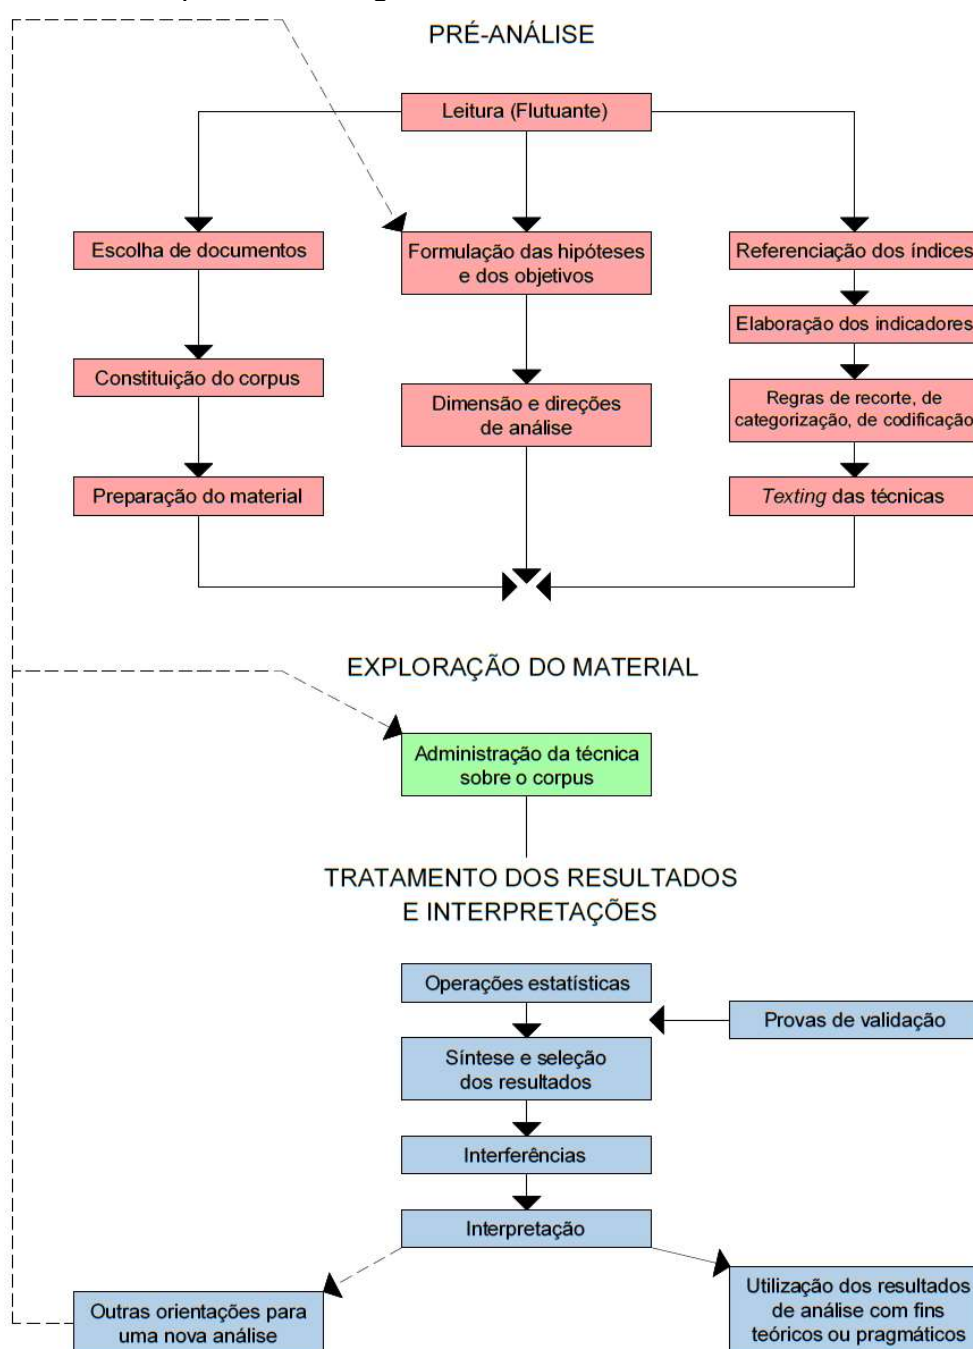 PRÉ-ANÁLISE
Leitura (Flutuante)
Escolha de documentos
Formulação das hipóteses
e dos objetivos
Referenciação dos índices
Elaboração dos indicadores
Constituição do corpus
Dimensão e direções
de análise
Regras de recorte, de
categorização, de codificação
Preparação do material
Texting das técnicas
EXPLORAÇÃO DO MATERIAL
Administração da técnica
sobre o corpus
TRATAMENTO DOS RESULTADOS
E INTERPRETAÇÕES
Operações estatísticas
Provas de validação
Síntese e seleção
dos resultados
Interferências
Interpretação
Outras orientações para
uma nova análise
Utilização dos resultados
de análise com fins
teóricos ou pragmáticos